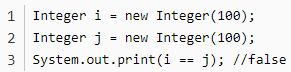 1 Integer i = new Integer(100);
2 Integer j = new Integer(100);
3 System.out.print(i == j); //false